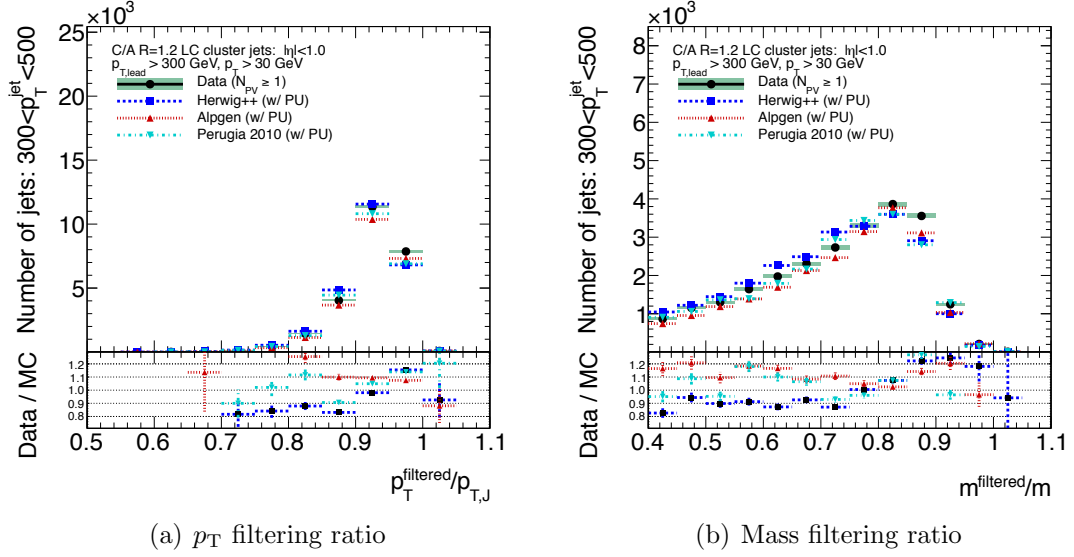 ×10³
25
20
15
10
5
Number of jets: 300<p_T^jet<500
C/A R=1.2 LC cluster jets: |η|<1.0
p_T,lead > 300 GeV, p_T > 30 GeV
Data (N_PV ≥ 1)
Herwig++ (w/ PU)
Alpgen (w/ PU)
Perugia 2010 (w/ PU)
Data / MC
1.2
1.1
1.0
0.9
0.8
0.5 0.6 0.7 0.8 0.9 1 1.1
p_T^filtered/p_T,J
(a) p_T filtering ratio
×10³
8
7
6
5
4
3
2
1
Number of jets: 300<p_T^jet<500
C/A R=1.2 LC cluster jets: |η|<1.0
p_T,lead > 300 GeV, p_T > 30 GeV
Data (N_PV ≥ 1)
Herwig++ (w/ PU)
Alpgen (w/ PU)
Perugia 2010 (w/ PU)
Data / MC
1.2
1.1
1.0
0.9
0.8
0.4 0.5 0.6 0.7 0.8 0.9 1 1.1
m^filtered/m
(b) Mass filtering ratio